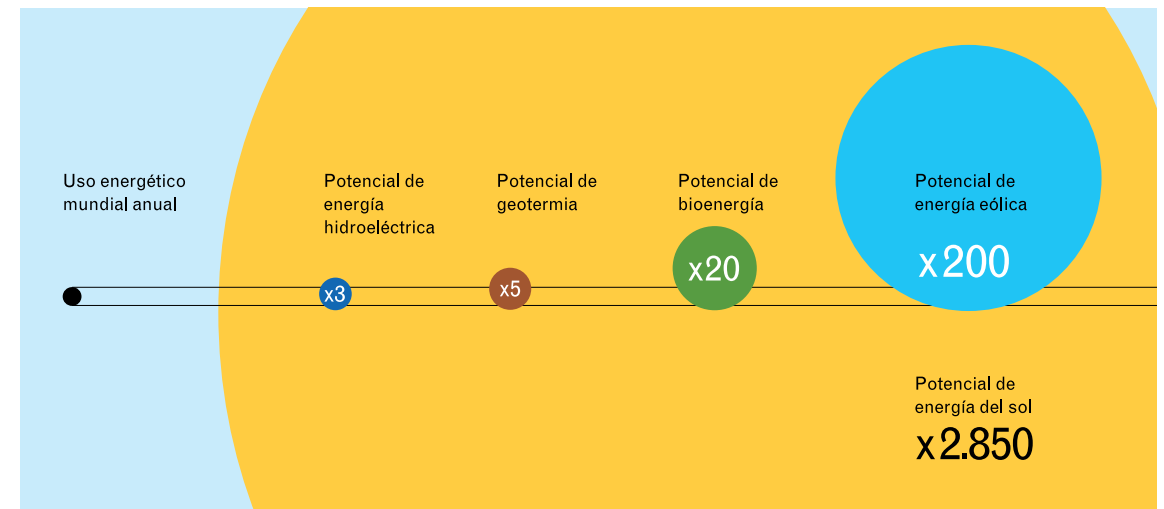 Uso energético
mundial anual
Potencial de
energía
hidroeléctrica
x3
Potencial de
geotermia
x5
Potencial de
bioenergía
x20
Potencial de
energía eólica
x200
Potencial de
energía del sol
x2.850